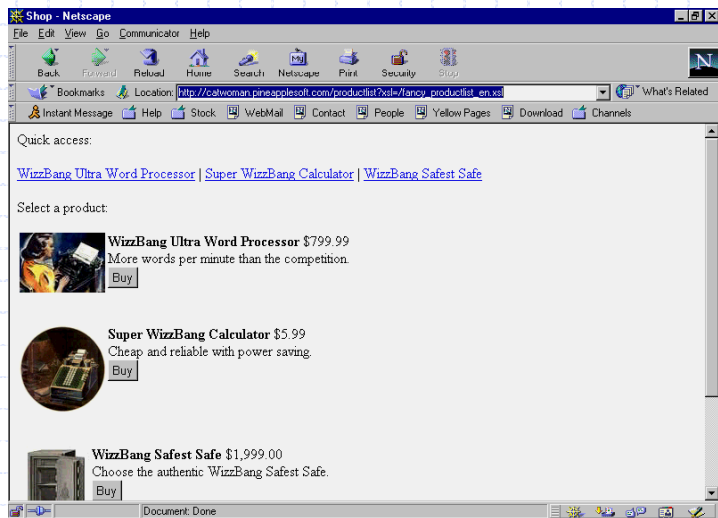 Shop - Netscape
File Edit View Go Communicator Help
Back Forward Reload Home Search Netscape Print Security Stop
Bookmarks Location: http://catwoman.pineapplesoft.com/productlist?xsl=/fancy_productlist_en.xsl What's Related
Instant Message Help Stock WebMail Contact People Yellow Pages Download Channels
Quick access:
WizzBang Ultra Word Processor | Super WizzBang Calculator | WizzBang Safest Safe
Select a product:
WizzBang Ultra Word Processor $799.99
More words per minute than the competition.
Buy
Super WizzBang Calculator $5.99
Cheap and reliable with power saving.
Buy
WizzBang Safest Safe $1,999.00
Choose the authentic WizzBang Safest Safe.
Buy
Document: Done